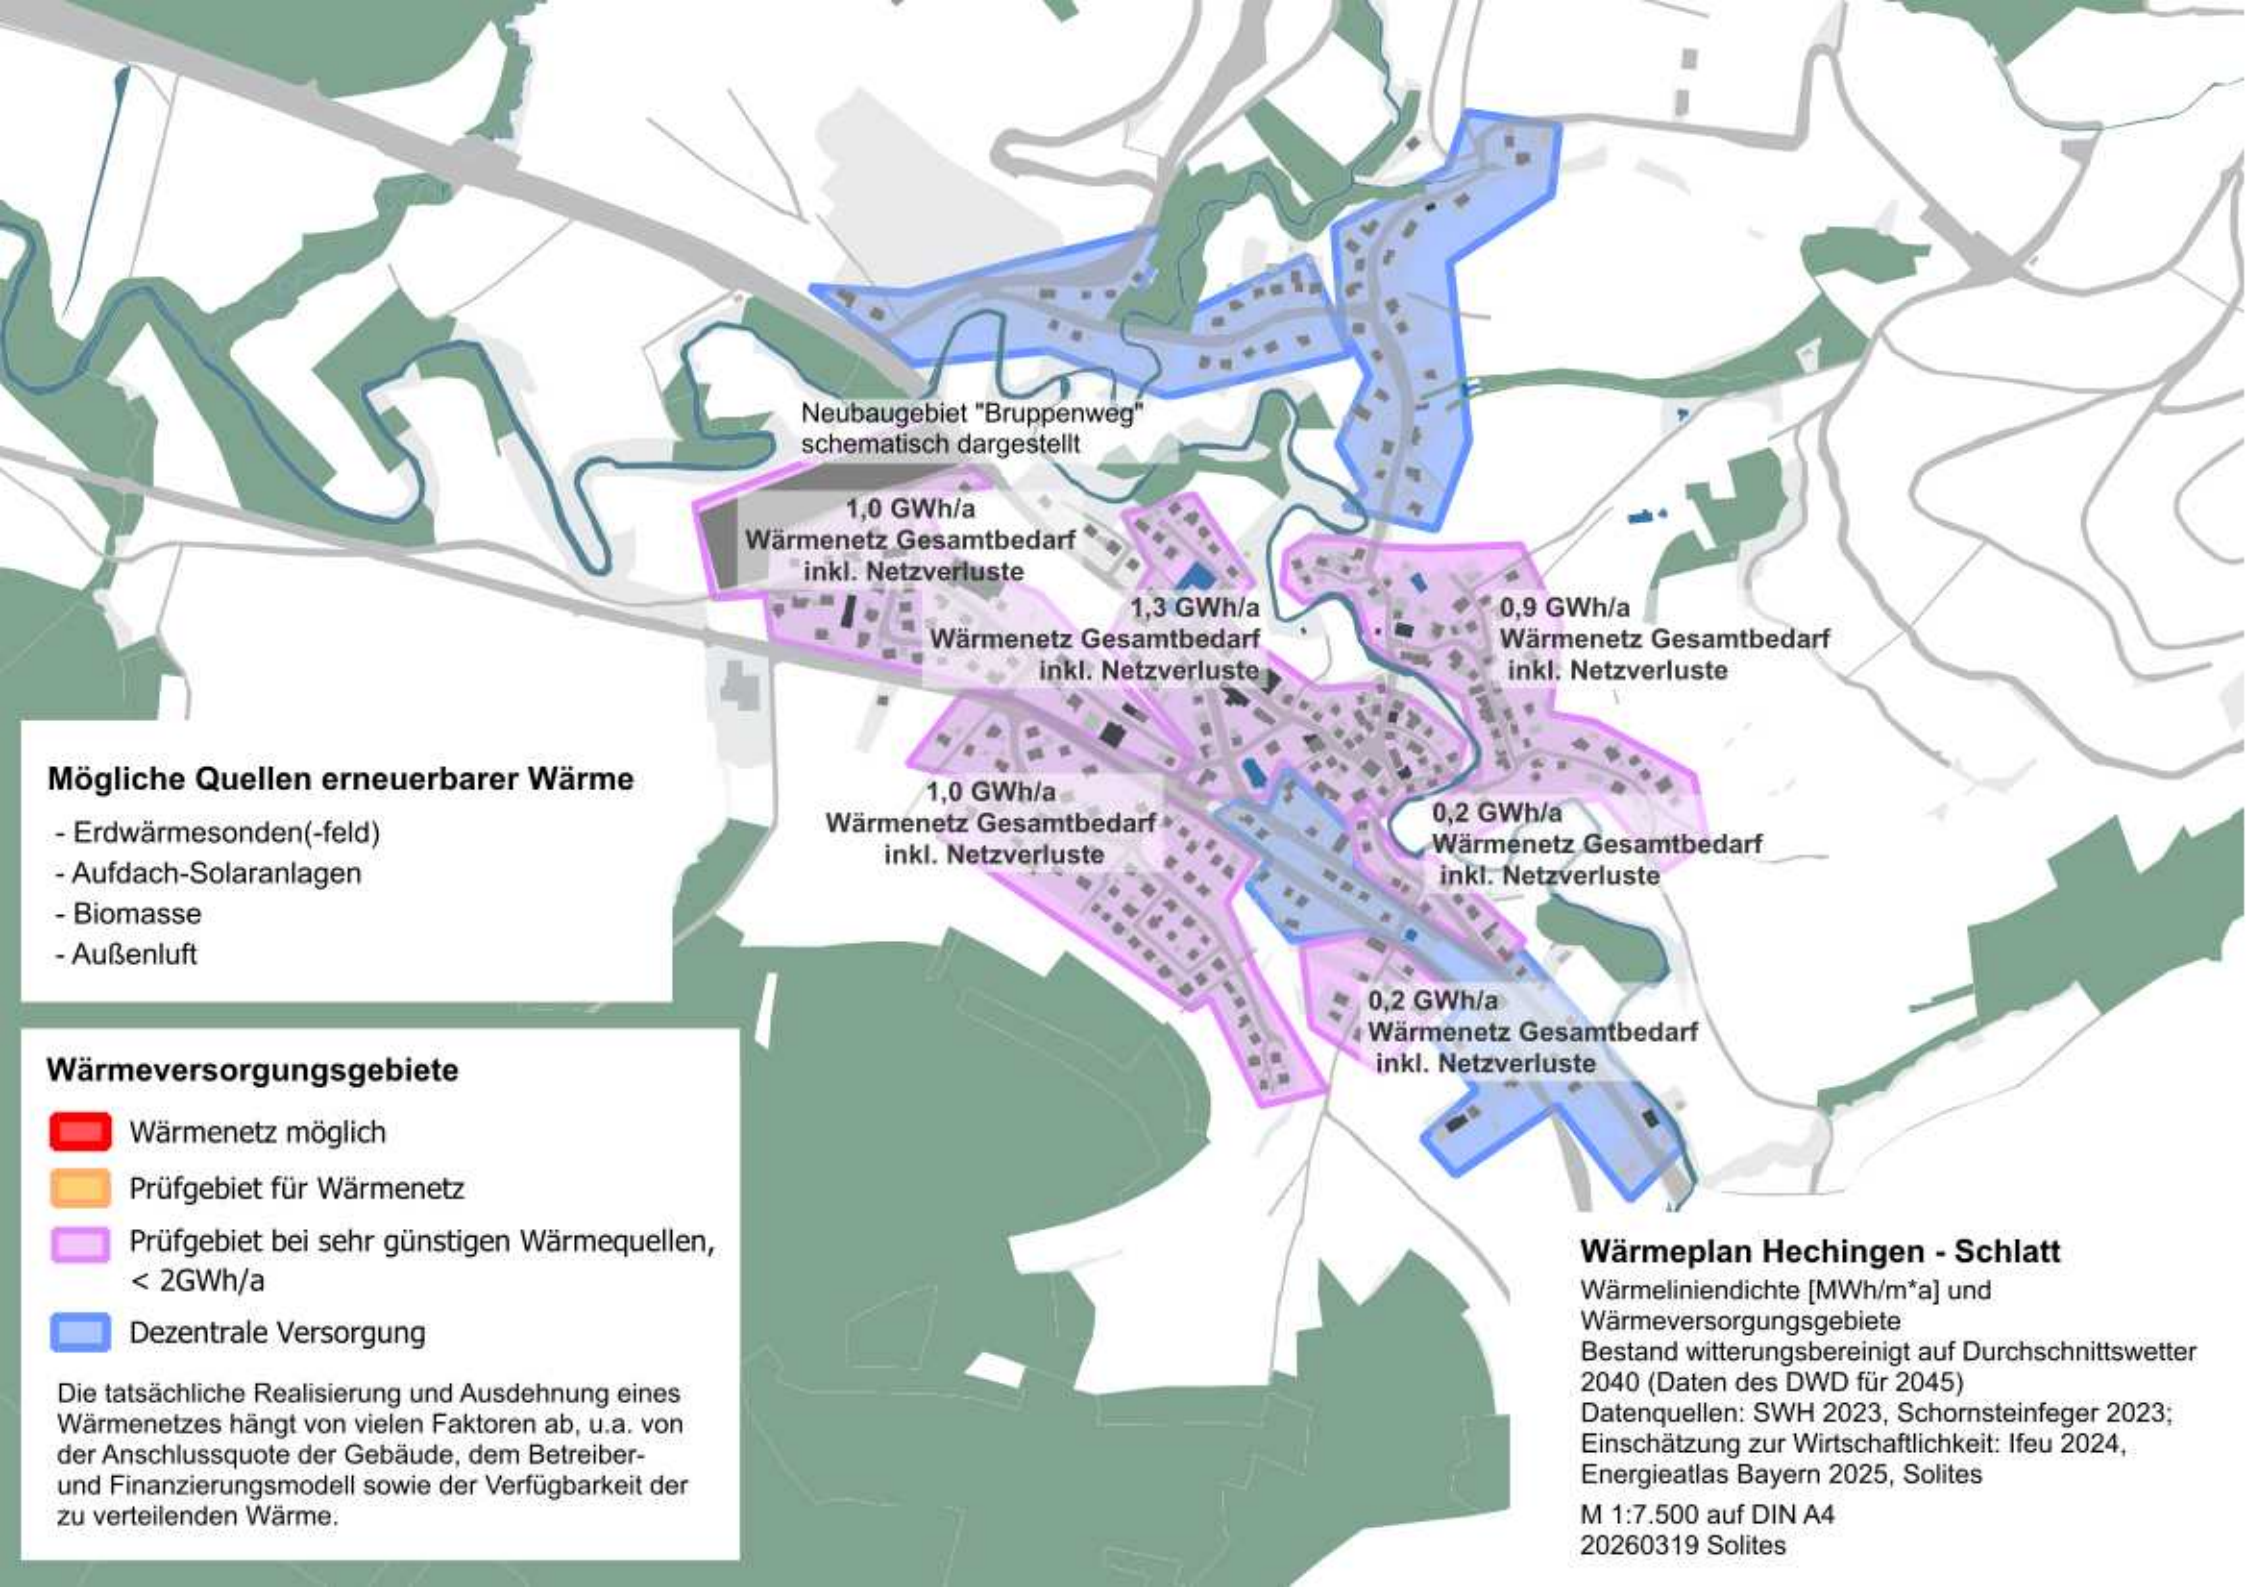 Neubaugebiet "Bruppenweg"
schematisch dargestellt
1,0 GWh/a
Wärmenetz Gesamtbedarf
inkl. Netzverluste
1,3 GWh/a
Wärmenetz Gesamtbedarf
inkl. Netzverluste
0,9 GWh/a
Wärmenetz Gesamtbedarf
inkl. Netzverluste
1,0 GWh/a
Wärmenetz Gesamtbedarf
inkl. Netzverluste
0,2 GWh/a
Wärmenetz Gesamtbedarf
inkl. Netzverluste
0,2 GWh/a
Wärmenetz Gesamtbedarf
inkl. Netzverluste
Mögliche Quellen erneuerbarer Wärme
- Erdwärmesonden(-feld)
- Aufdach-Solaranlagen
- Biomasse
- Außenluft
Wärmeversorgungsgebiete
Wärmenetz möglich
Prüfgebiet für Wärmenetz
Prüfgebiet bei sehr günstigen Wärmequellen,
< 2GWh/a
Dezentrale Versorgung
Die tatsächliche Realisierung und Ausdehnung eines
Wärmenetzes hängt von vielen Faktoren ab, u.a. von
der Anschlussquote der Gebäude, dem Betreiber-
und Finanzierungsmodell sowie der Verfügbarkeit der
zu verteilenden Wärme.
Wärmeplan Hechingen - Schlatt
Wärmeliniendichte [MWh/m*a] und
Wärmeversorgungsgebiete
Bestand witterungsbereinigt auf Durchschnittswetter
2040 (Daten des DWD für 2045)
Datenquellen: SWH 2023, Schornsteinfeger 2023;
Einschätzung zur Wirtschaftlichkeit: Ifeu 2024,
Energieatlas Bayern 2025, Solites
M 1:7.500 auf DIN A4
20260319 Solites